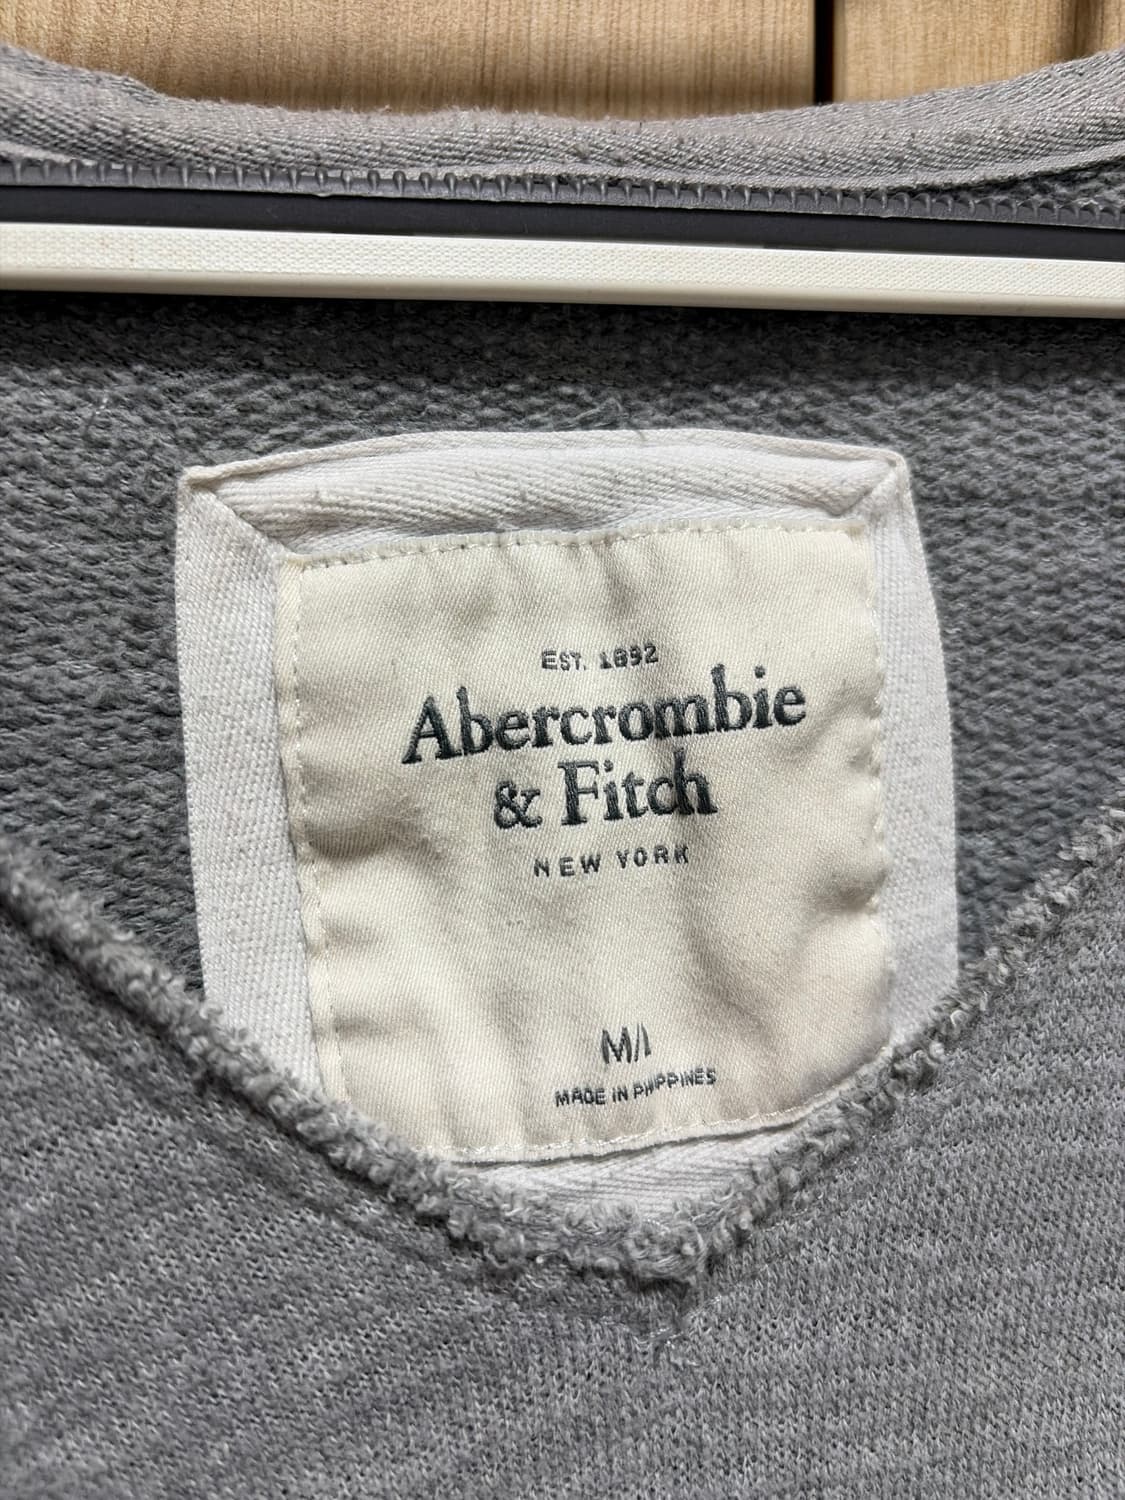 EST. 1892
Abercrombie
& Fitch
NEW YORK
M/L
MADE IN PHILIPPINES